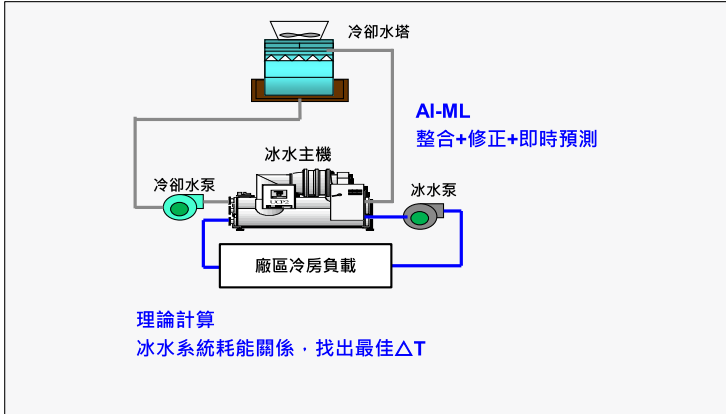 冷卻水塔
AI-ML
整合+修正+即時預測
冰水主機
冷卻水泵
冰水泵
UCP2
廠區冷房負載
理論計算
冰水系統耗能關係，找出最佳△T